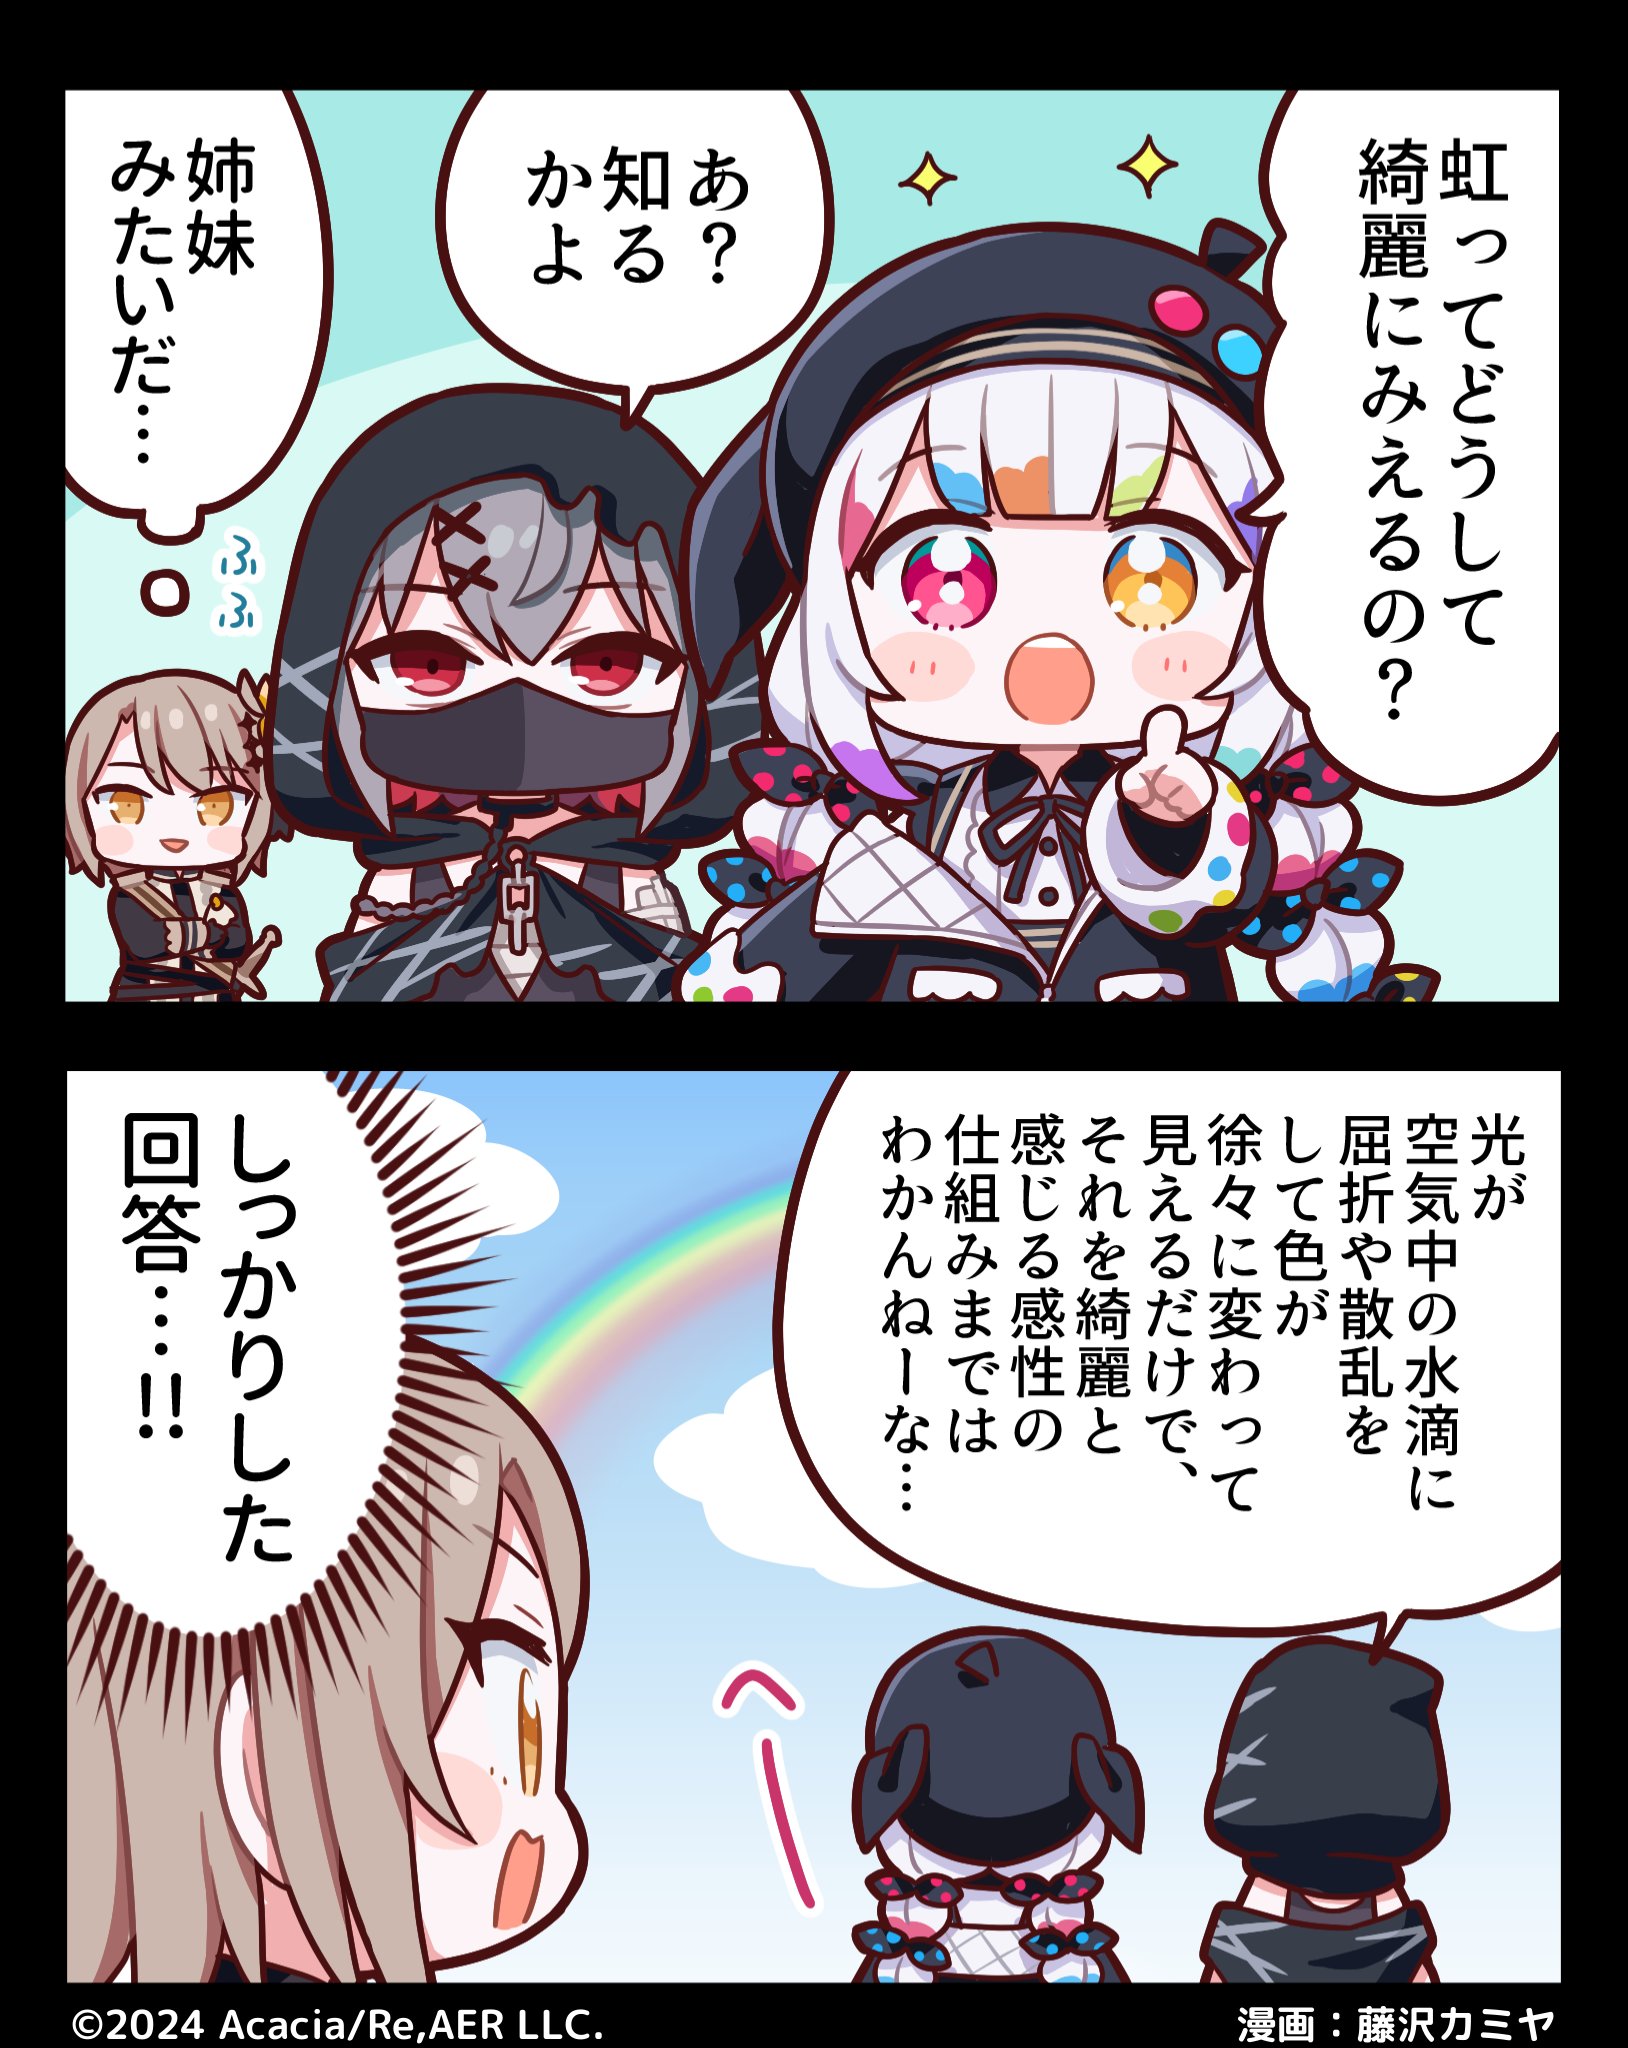 虹ってどうして
綺麗にみえるの？
あ？
知る
かよ
姉妹
みたいだ…
ふふ
光が
空気中の水滴に
屈折や散乱を
して色が
徐々に変わって
見えるだけで、
それを綺麗と
感じる感性の
仕組みまでは
わかんねーな…
へー
しっかりした
回答…!!
©2024 Acacia/Re,AER LLC.
漫画：藤沢カミヤ